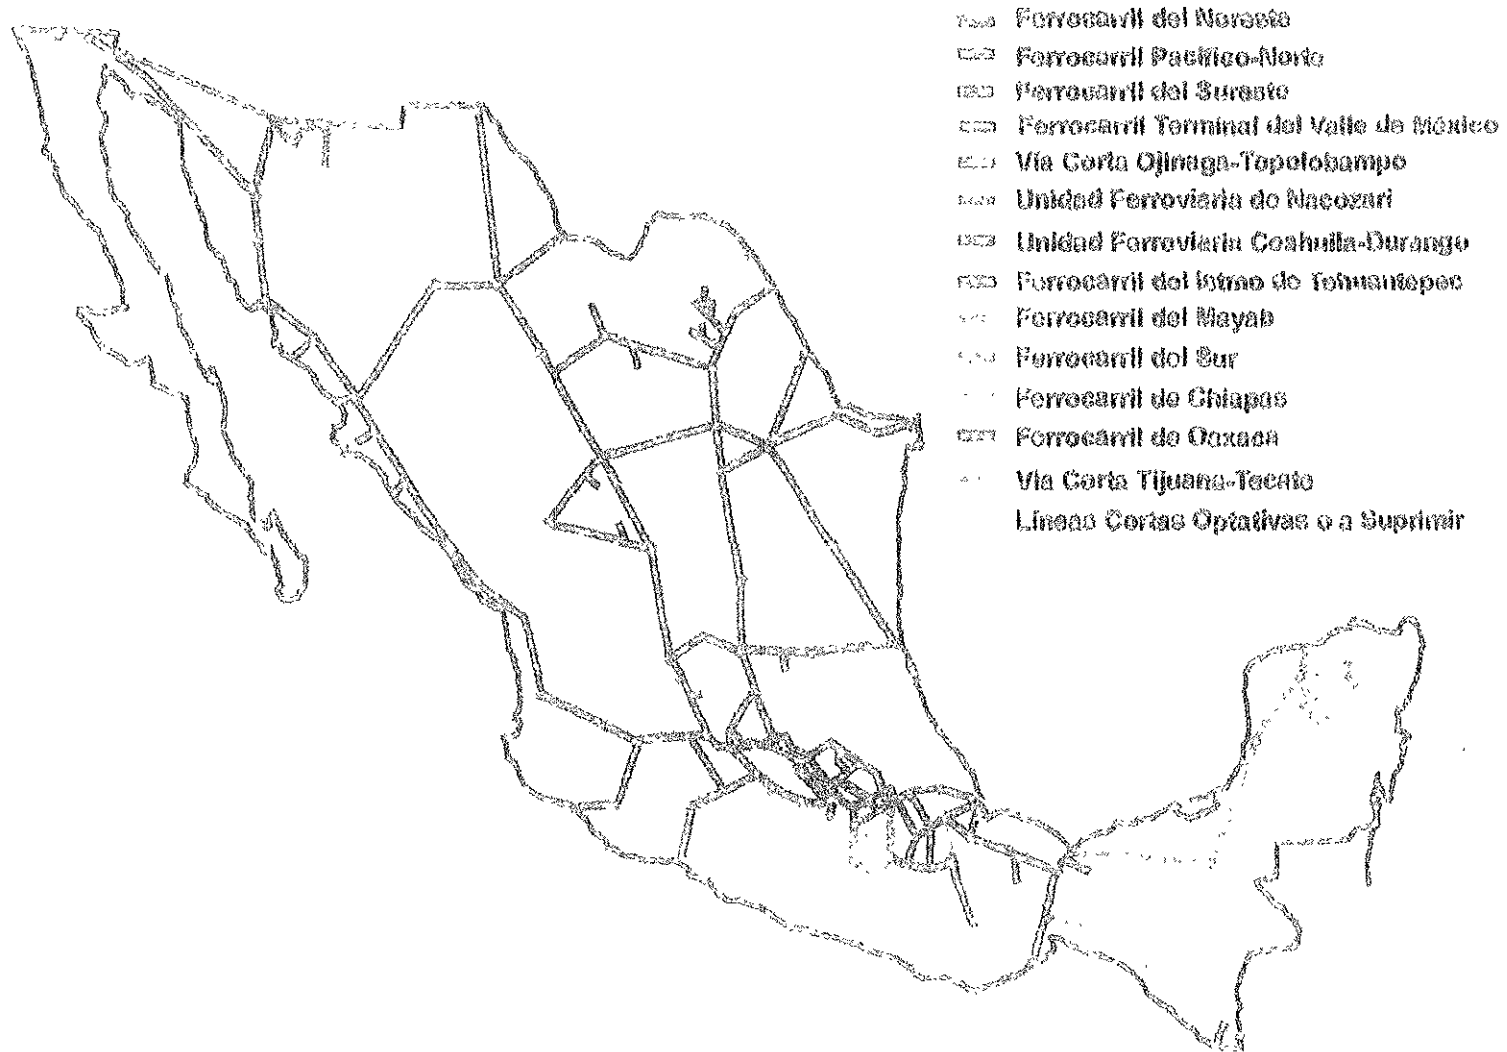 Ferrocarril del Noreste
Ferrocarril Pacífico-Norte
Ferrocarril del Sureste
Ferrocarril Terminal del Valle de México
Vía Corta Ojinaga-Topolobampo
Unidad Ferroviaria de Nacozari
Unidad Ferroviaria Coahuila-Durango
Ferrocarril del Istmo de Tehuantepec
Ferrocarril del Mayab
Ferrocarril del Sur
Ferrocarril de Chiapas
Ferrocarril de Oaxaca
Vía Corta Tijuana-Tecate
Líneas Cortas Optativas o a Suprimir